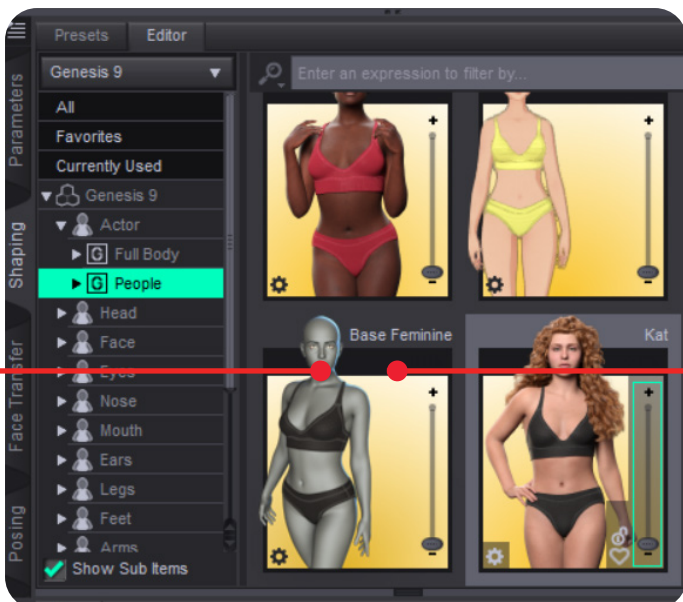 Presets Editor
Parameters
Shaping
Face Transfer
Posing
Genesis 9
Enter an expression to filter by...
All
Favorites
Currently Used
Genesis 9
Actor
G Full Body
G People
Head
Face
Eyes
Nose
Mouth
Ears
Legs
Feet
Arms
Show Sub Items
+
-
+
-
Base Feminine
+
-
Kat
+
-